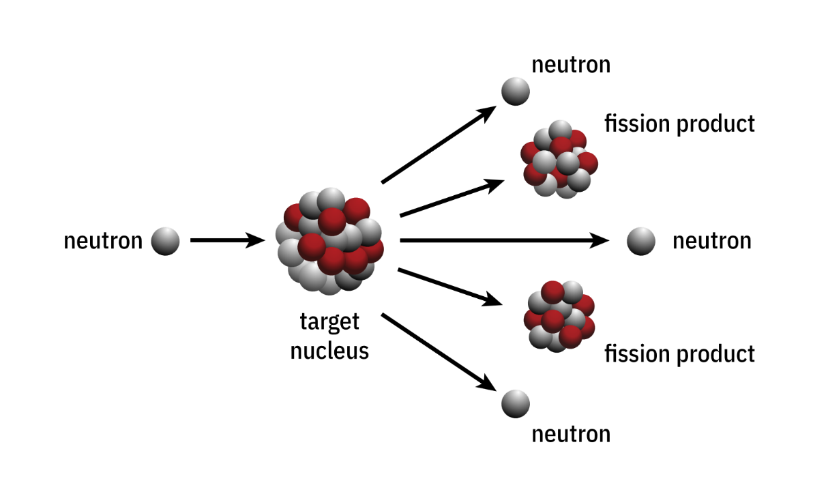 neutron
fission product
neutron
neutron
target
nucleus
fission product
neutron